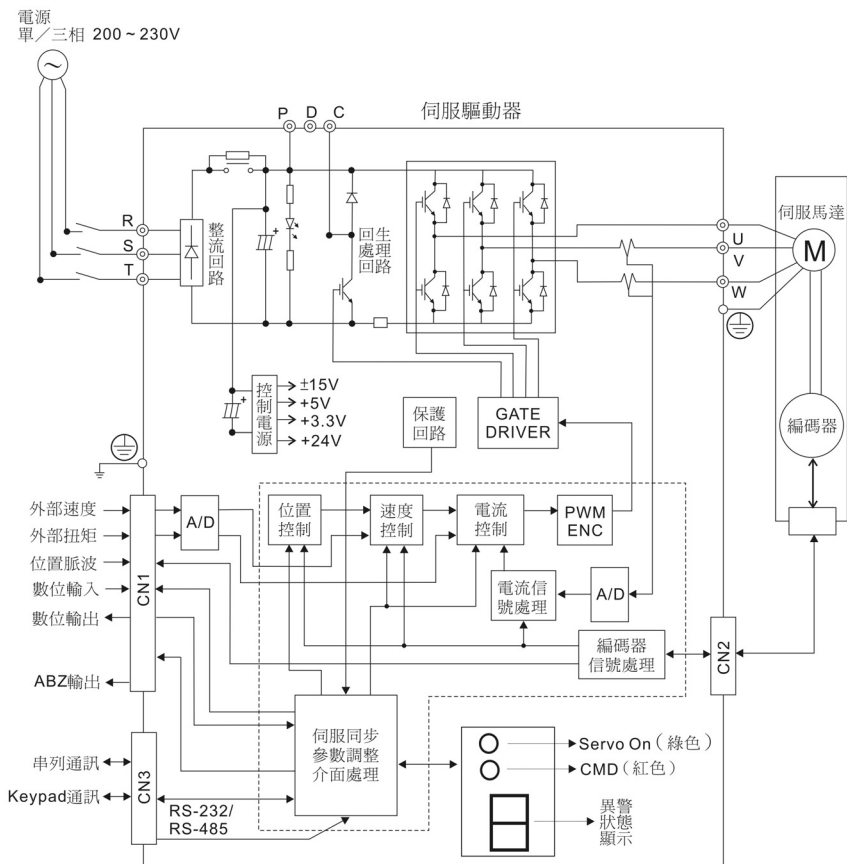 電源
單／三相 200 ~ 230V
P D C
伺服驅動器
R
S
T
整流回路
回生
處理
回路
伺服馬達
M
U
V
W
控制電源
±15V
+5V
+3.3V
+24V
保護
回路
GATE
DRIVER
編碼器
外部速度
外部扭矩
位置脈波
數位輸入
數位輸出
ABZ輸出
CN1
A/D
位置
控制
速度
控制
電流
控制
PWM
ENC
電流信
號處理
A/D
編碼器
信號處理
CN2
伺服同步
參數調整
介面處理
串列通訊
Keypad通訊
CN3
RS-232/
RS-485
Servo On（綠色）
CMD（紅色）
異警
狀態
顯示